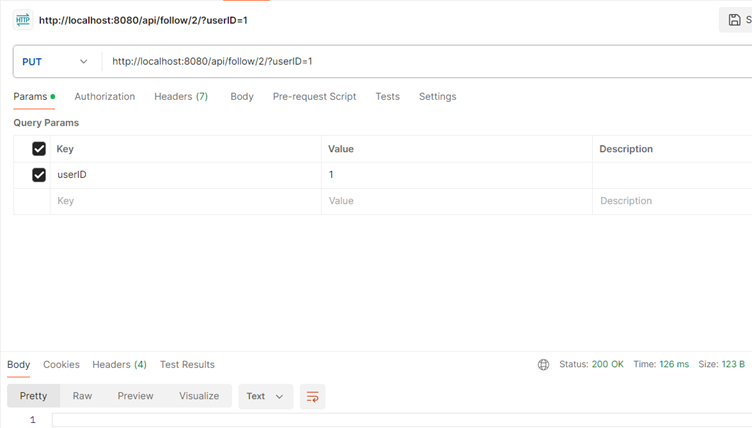 HTTP http://localhost:8080/api/follow/2/?userID=1 S
PUT http://localhost:8080/api/follow/2/?userID=1
Params Authorization Headers (7) Body Pre-request Script Tests Settings
Query Params
Key Value Description
userID 1
Key Value Description
Body Cookies Headers (4) Test Results Status: 200 OK Time: 126 ms Size: 123 B
Pretty Raw Preview Visualize Text
1